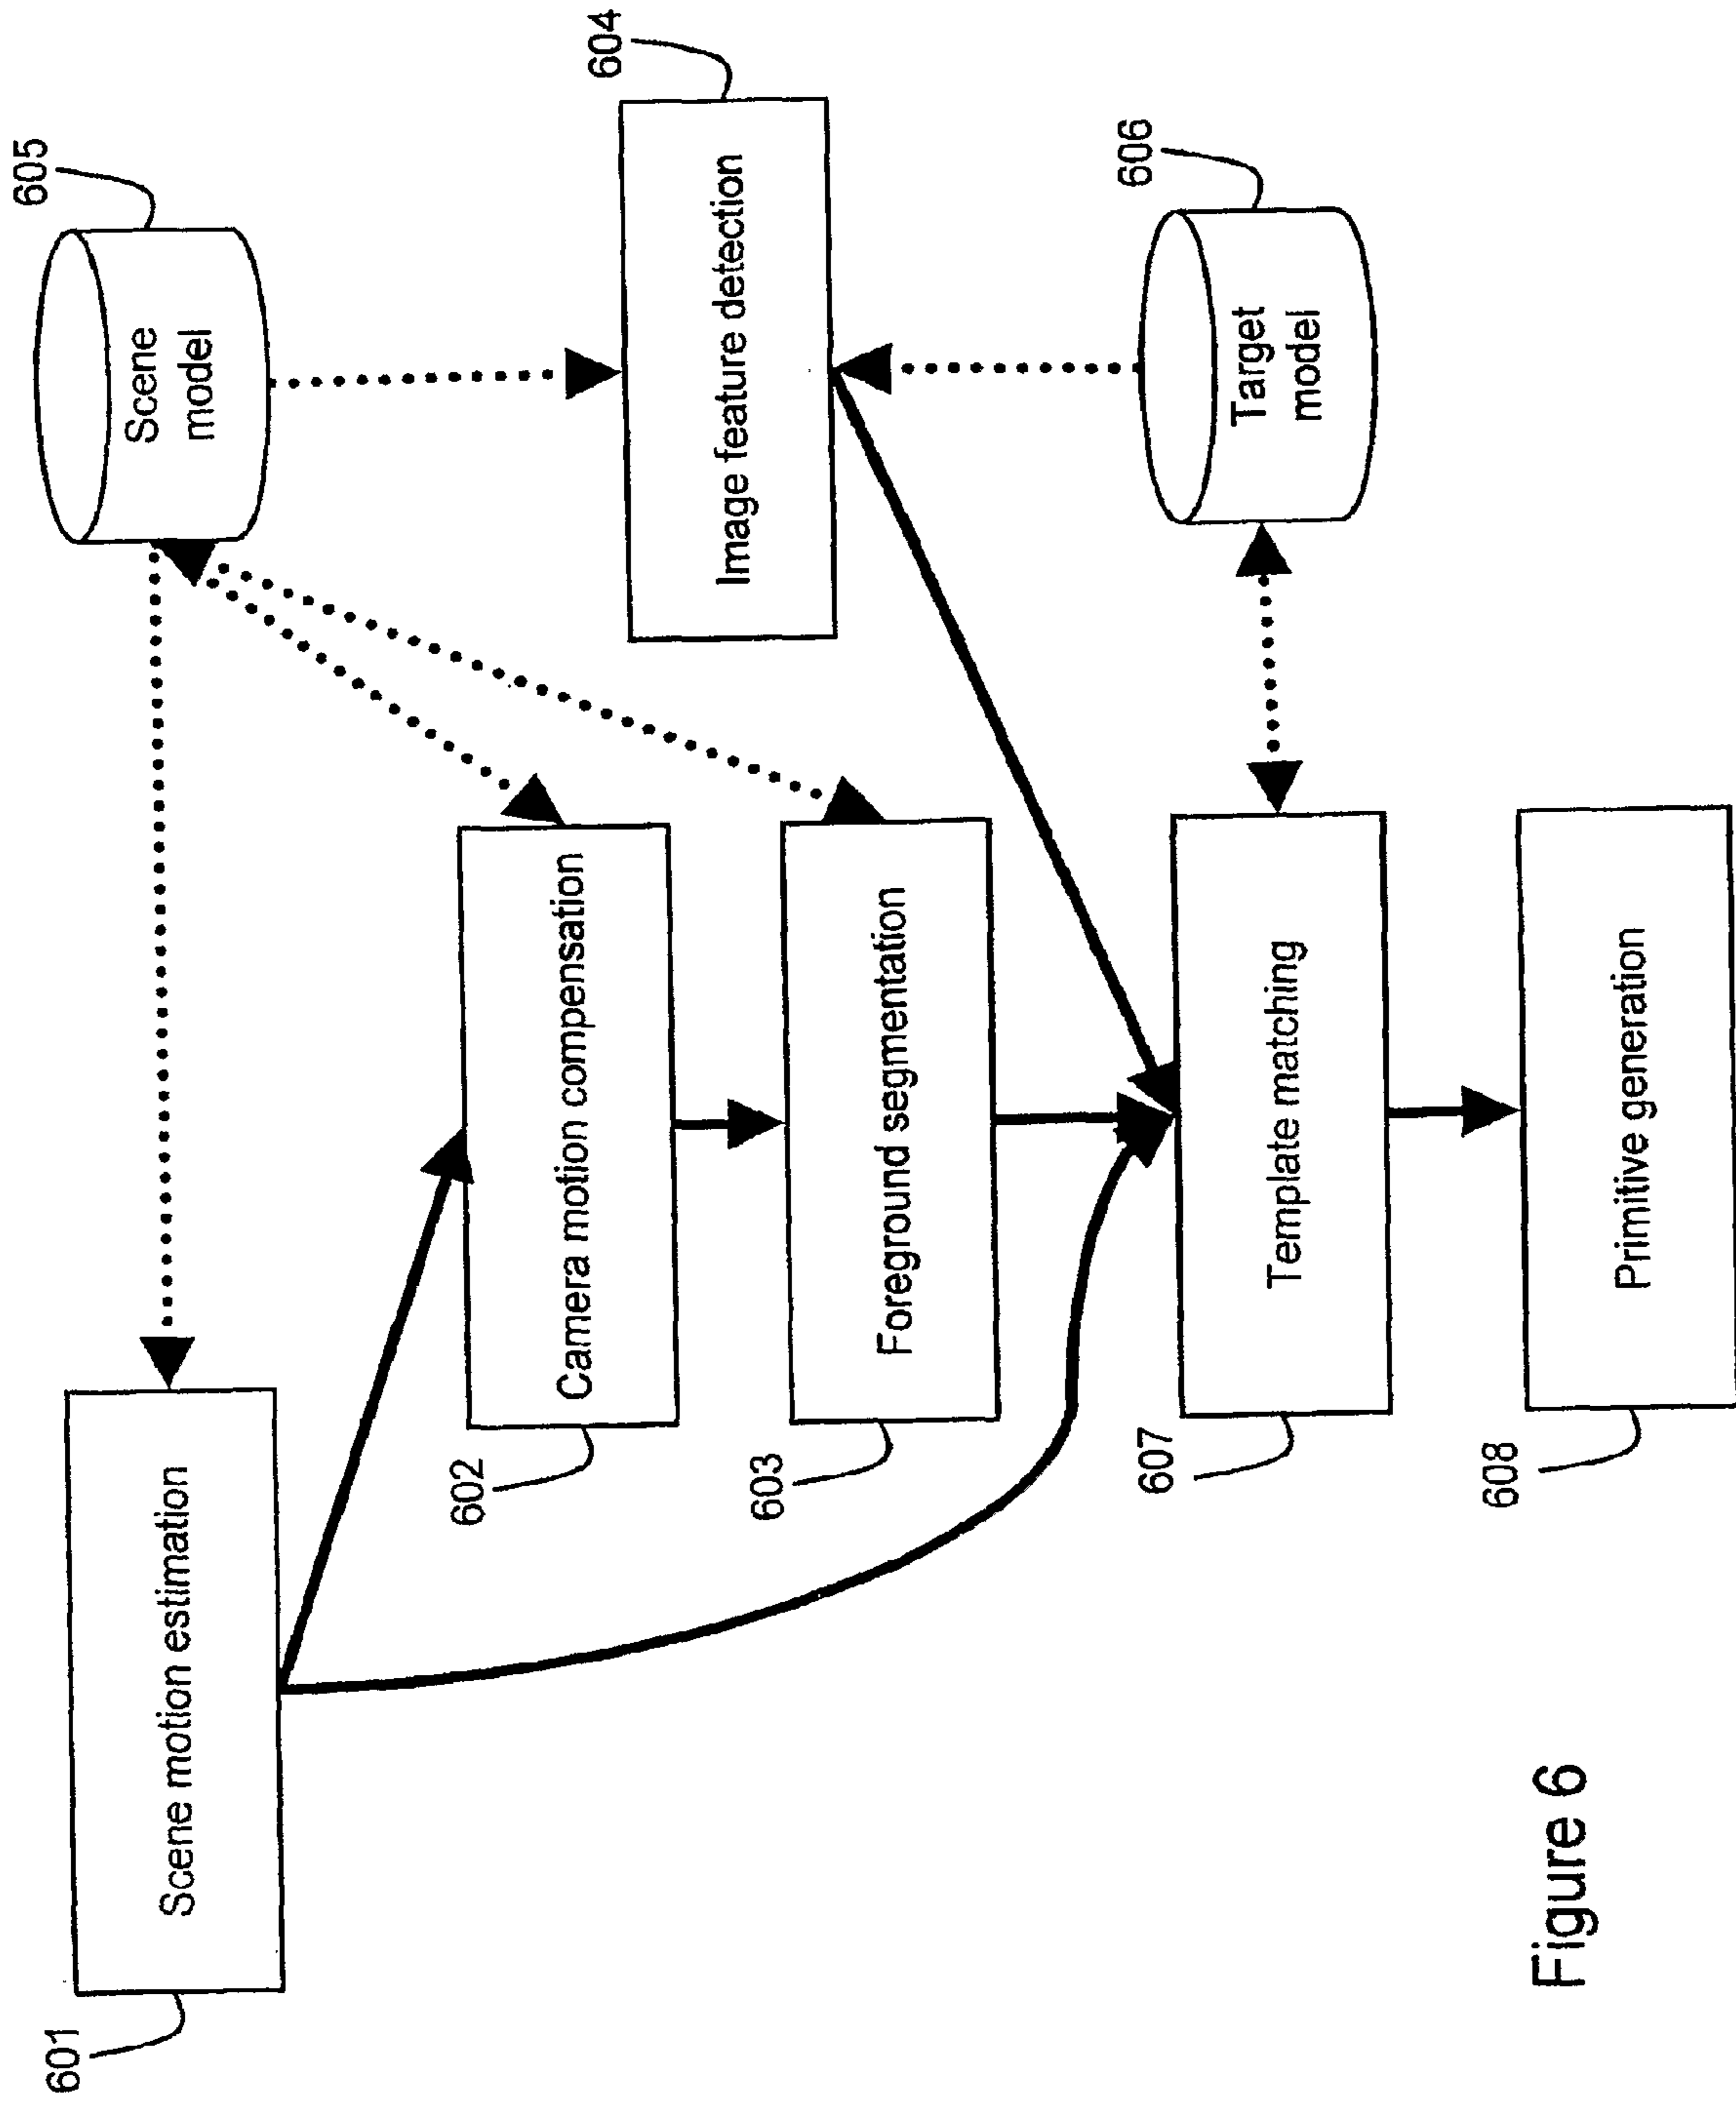 605
Scene
model
601
Scene motion estimation
604
Image feature detection
602
Camera motion compensation
603
Foreground segmentation
606
Target
model
607
Template matching
608
Primitive generation
Figure 6